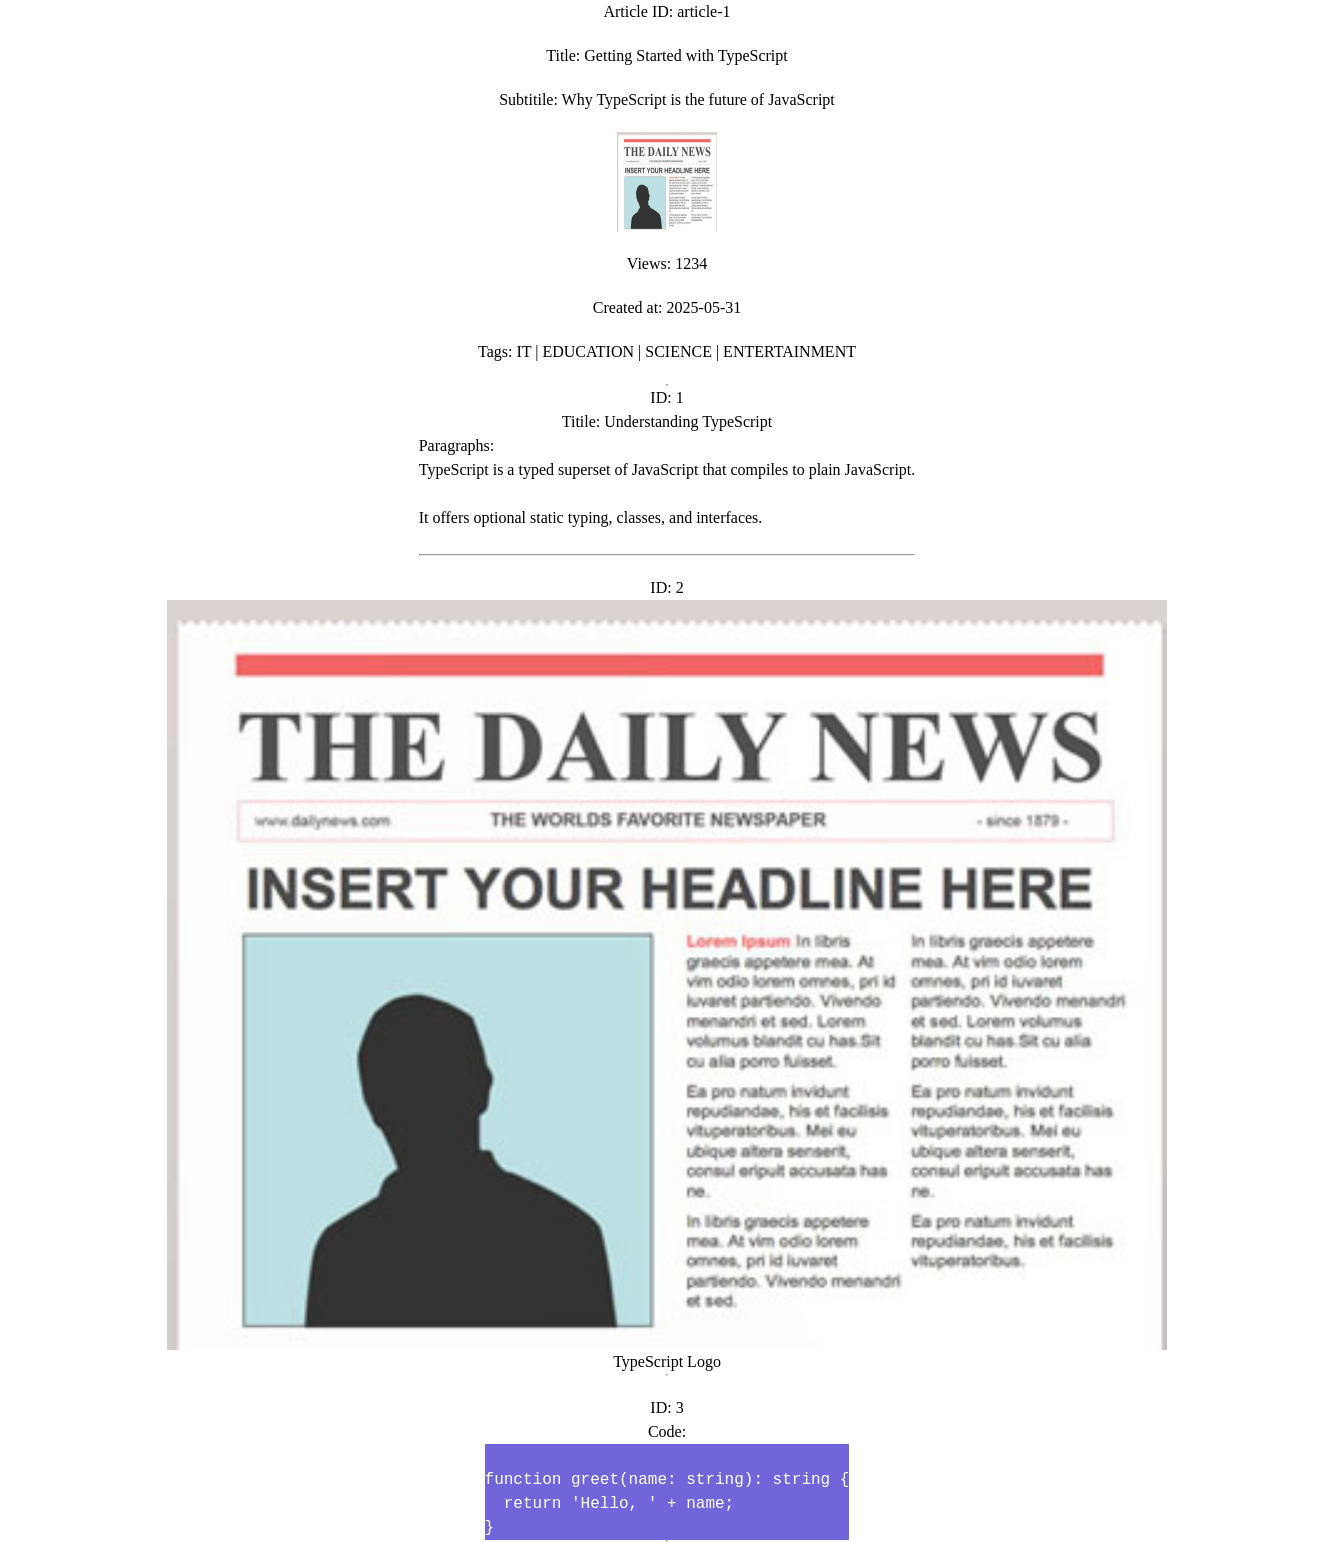 Article ID: article-1
Title: Getting Started with TypeScript
Subtitile: Why TypeScript is the future of JavaScript
THE DAILY NEWS
INSERT YOUR HEADLINE HERE
Views: 1234
Created at: 2025-05-31
Tags: IT | EDUCATION | SCIENCE | ENTERTAINMENT
ID: 1
Titile: Understanding TypeScript
Paragraphs:
TypeScript is a typed superset of JavaScript that compiles to plain JavaScript.
It offers optional static typing, classes, and interfaces.
ID: 2
THE DAILY NEWS
www.dailynews.com THE WORLDS FAVORITE NEWSPAPER - since 1879 -
INSERT YOUR HEADLINE HERE
Lorem Ipsum In libris
graecis appetere mea. At
vim odio lorem omnes, pri id
iuvaret partiendo. Vivendo
menandri et sed. Lorem
volumus blandit cu has.Sit
cu alia porro fuisset.
Ea pro natum invidunt
repudiandae, his et facilisis
vituperatoribus. Mei eu
ubique altera senserit,
consul eripuit accusata has
ne.
In libris graecis appetere
mea. At vim odio lorem
omnes, pri id iuvaret
partiendo. Vivendo menandri
et sed.
In libris graecis appetere
mea. At vim odio lorem
omnes, pri id iuvaret
partiendo. Vivendo menandri
et sed. Lorem volumus
blandit cu has.Sit cu alia
porro fuisset.
Ea pro natum invidunt
repudiandae, his et facilisis
vituperatoribus. Mei eu
ubique altera senserit,
consul eripuit accusata has
ne.
Ea pro natum invidunt
repudiandae, his et facilisis
vituperatoribus.
TypeScript Logo
ID: 3
Code:
function greet(name: string): string {
  return 'Hello, ' + name;
}